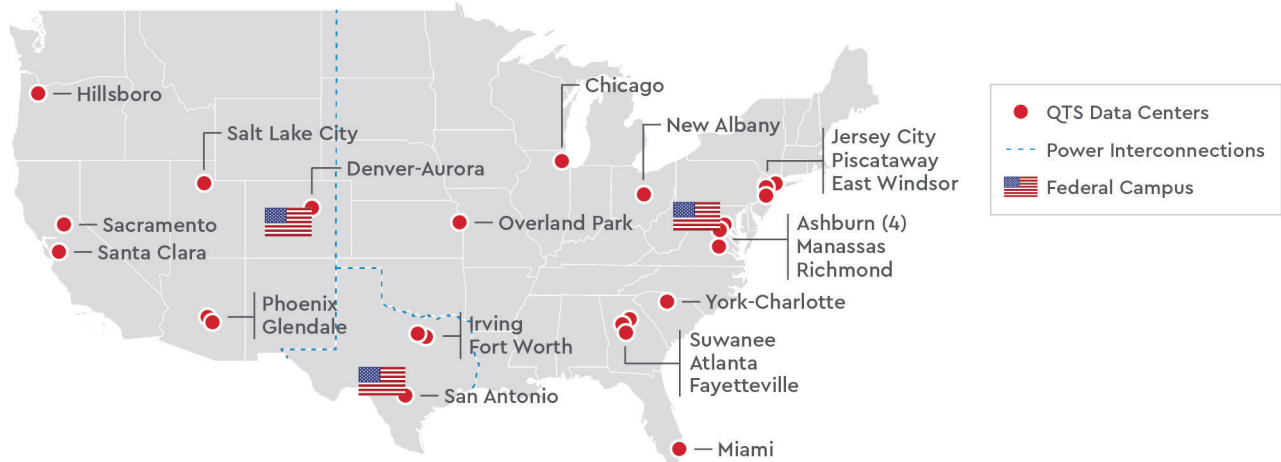 Hillsboro
Salt Lake City
Denver-Aurora
Sacramento
Santa Clara
Phoenix
Glendale
Chicago
New Albany
Overland Park
Irving
Fort Worth
San Antonio
Jersey City
Piscataway
East Windsor
Ashburn (4)
Manassas
Richmond
York-Charlotte
Suwanee
Atlanta
Fayetteville
Miami
QTS Data Centers
Power Interconnections
Federal Campus